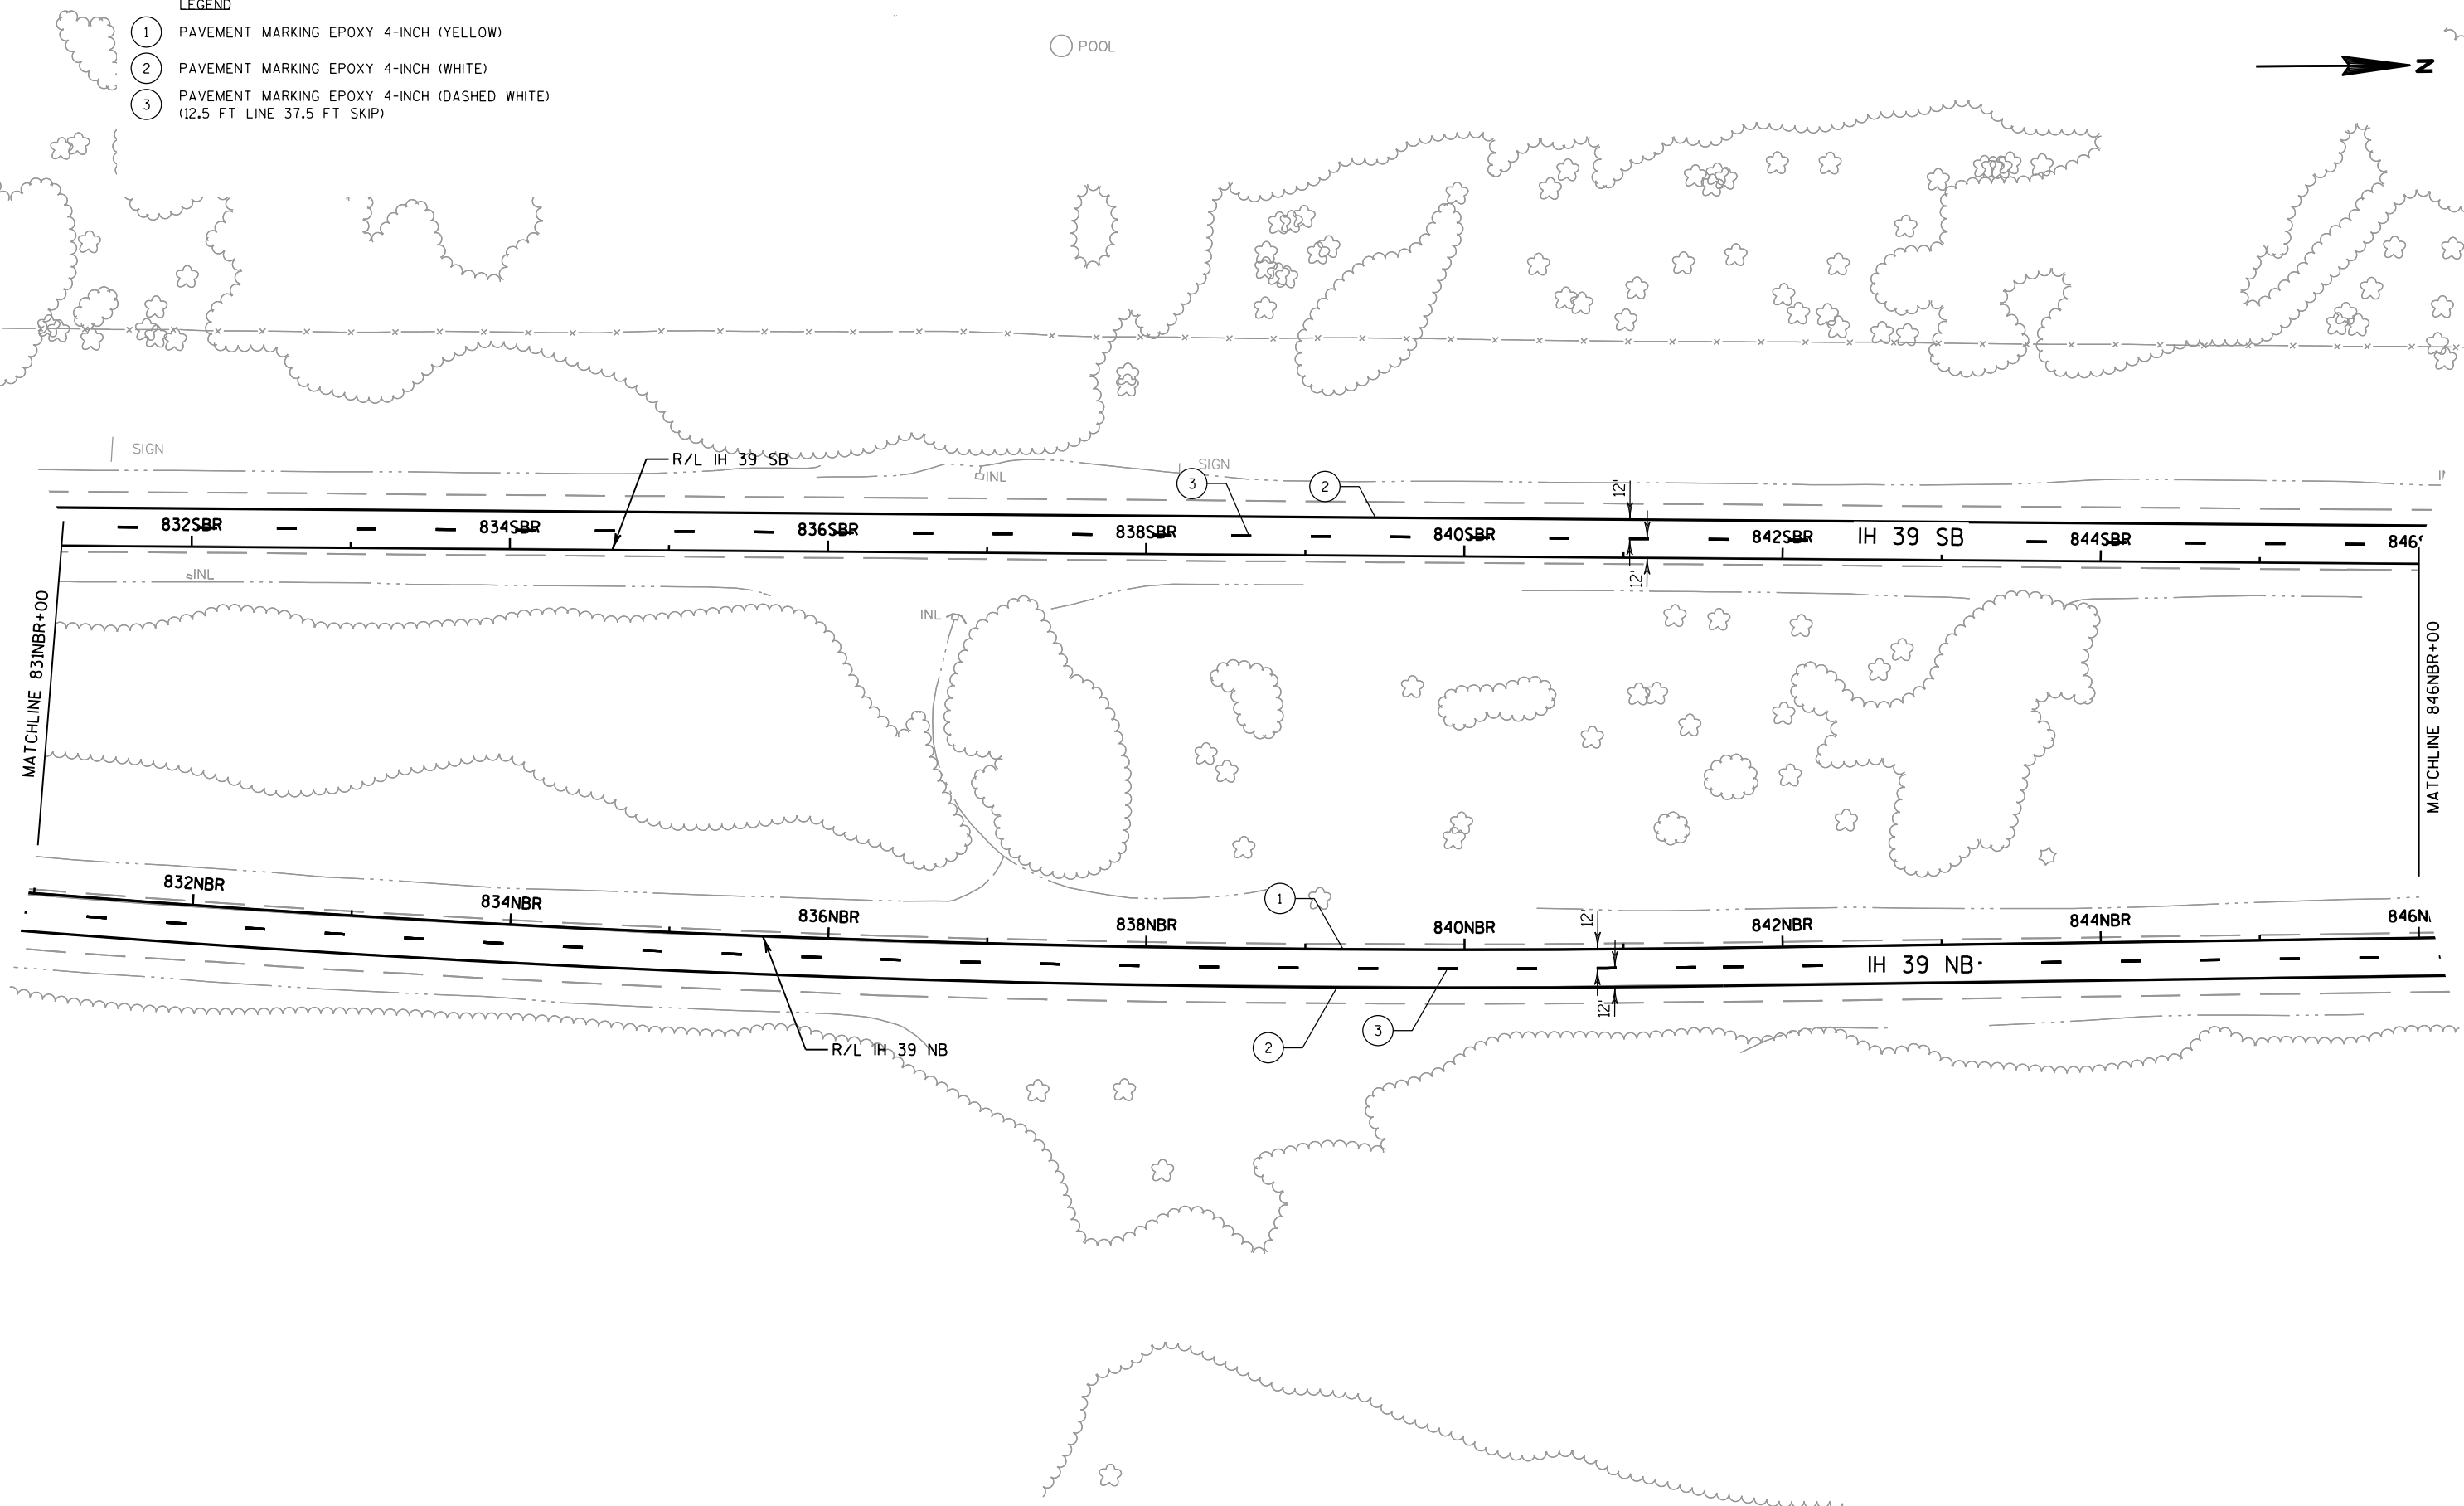 LEGEND
1 PAVEMENT MARKING EPOXY 4-INCH (YELLOW)
2 PAVEMENT MARKING EPOXY 4-INCH (WHITE)
3 PAVEMENT MARKING EPOXY 4-INCH (DASHED WHITE)
(12.5 FT LINE 37.5 FT SKIP)
POOL
N
SIGN
R/L IH 39 SB
INL
SIGN
3
2
12'
832SBR
834SBR
836SBR
838SBR
840SBR
842SBR
IH 39 SB
844SBR
846S
12'
INL
INL
MATCHLINE 831NBR+00
MATCHLINE 846NBR+00
832NBR
834NBR
836NBR
838NBR
840NBR
842NBR
844NBR
846N
1
12'
IH 39 NB
12'
2
3
R/L IH 39 NB